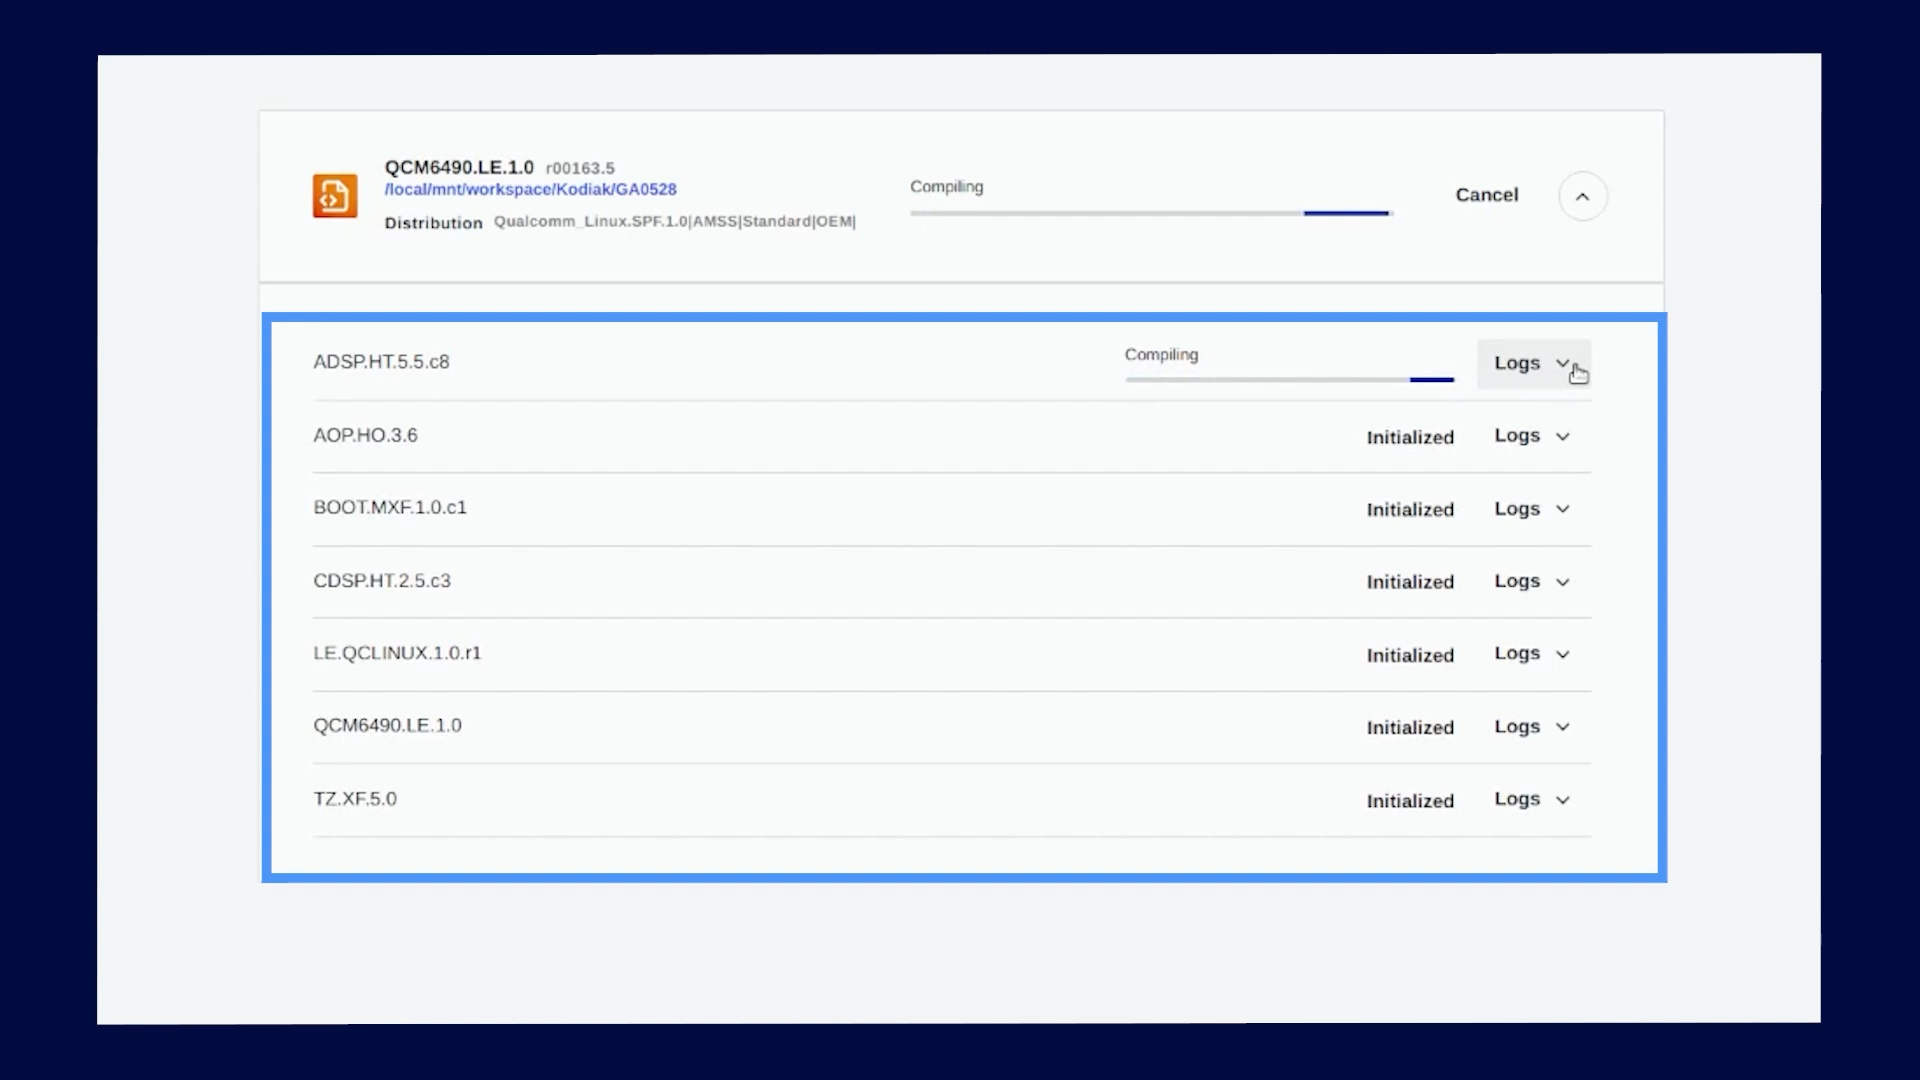 QCM6490.LE.1.0 r00163.5
/local/mnt/workspace/Kodiak/GA0528
Distribution Qualcomm_Linux.SPF.1.0|AMSS|Standard|OEM|
Compiling
Cancel
ADSP.HT.5.5.c8 Compiling Logs
AOP.HO.3.6 Initialized Logs
BOOT.MXF.1.0.c1 Initialized Logs
CDSP.HT.2.5.c3 Initialized Logs
LE.QCLINUX.1.0.r1 Initialized Logs
QCM6490.LE.1.0 Initialized Logs
TZ.XF.5.0 Initialized Logs